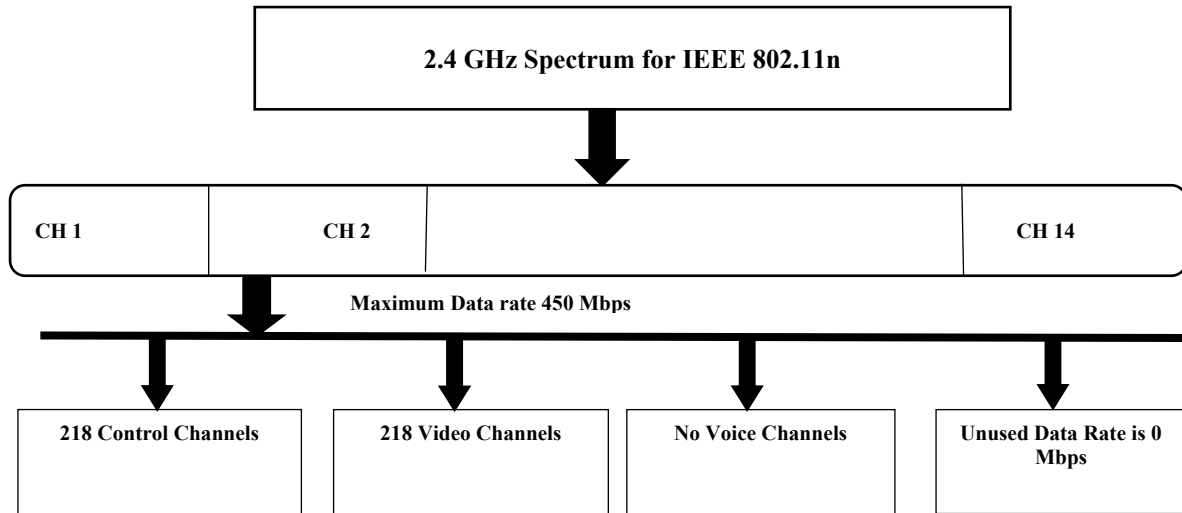 2.4 GHz Spectrum for IEEE 802.11n
CH 1
CH 2
CH 14
Maximum Data rate 450 Mbps
218 Control Channels
218 Video Channels
No Voice Channels
Unused Data Rate is 0
Mbps